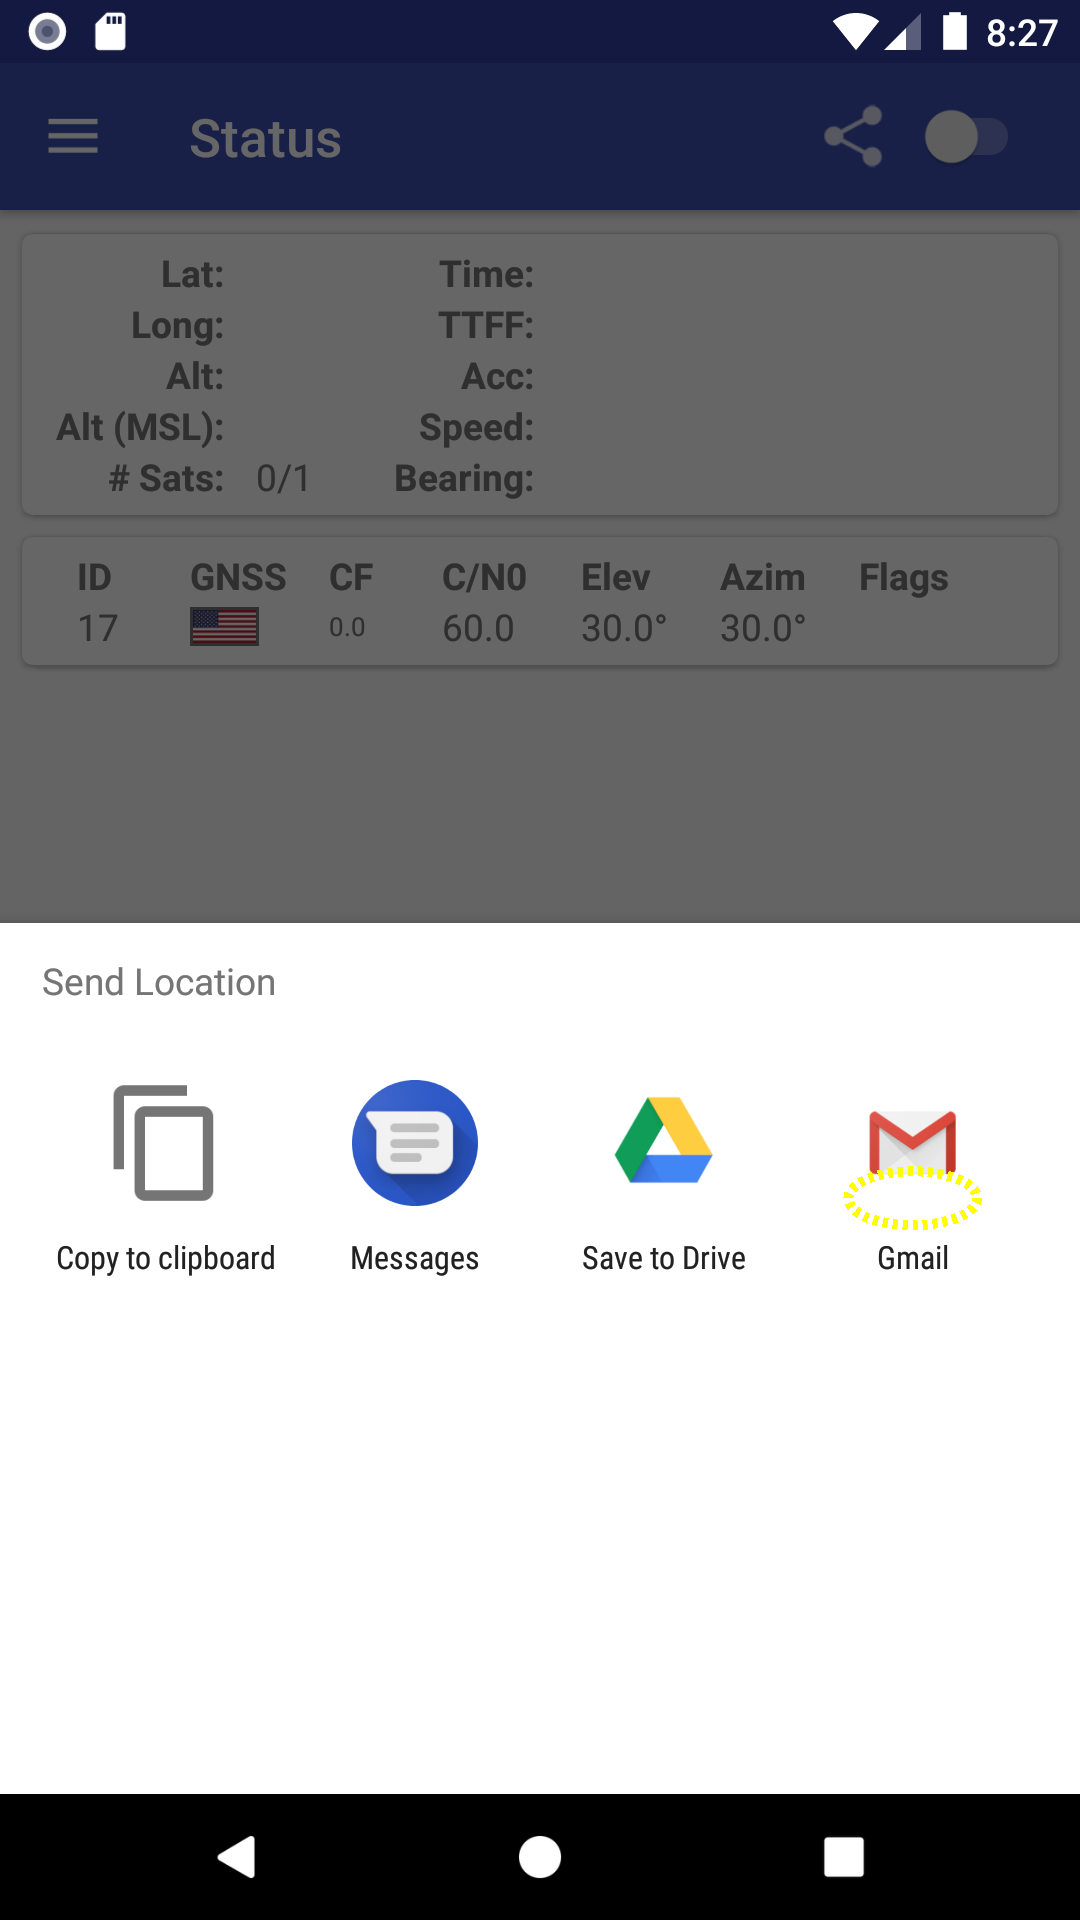 8:27
Status
Lat: Time:
Long: TTFF:
Alt: Acc:
Alt (MSL): Speed:
# Sats: 0/1 Bearing:
ID GNSS CF C/N0 Elev Azim Flags
17 0.0 60.0 30.0° 30.0°
Send Location
Copy to clipboard Messages Save to Drive Gmail